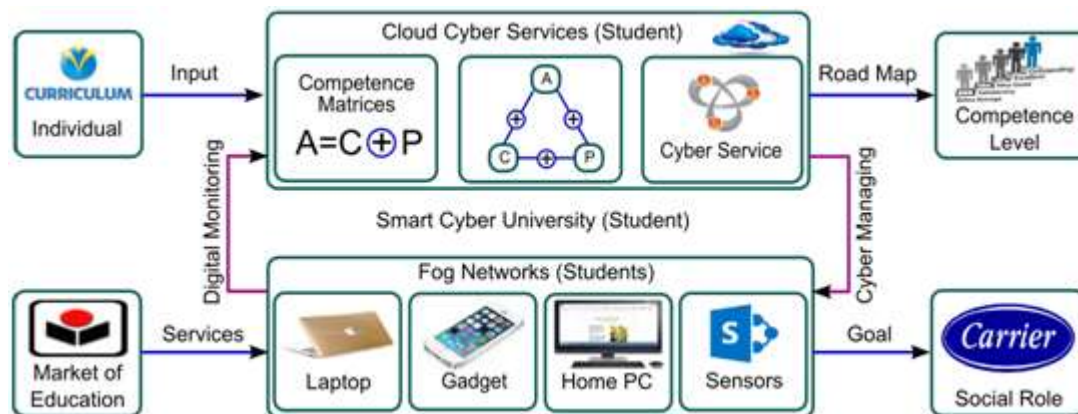 Cloud Cyber Services (Student)
CURRICULUM
Individual
Input
Competence
Matrices
A=C+P
A
+
+
C
+
P
Cyber Service
Road Map
Competence
Level
Digital Monitoring
Smart Cyber University (Student)
Cyber Managing
Fog Networks (Students)
Market of
Education
Services
Laptop
Gadget
Home PC
S
Sensors
Goal
Carrier
Social Role